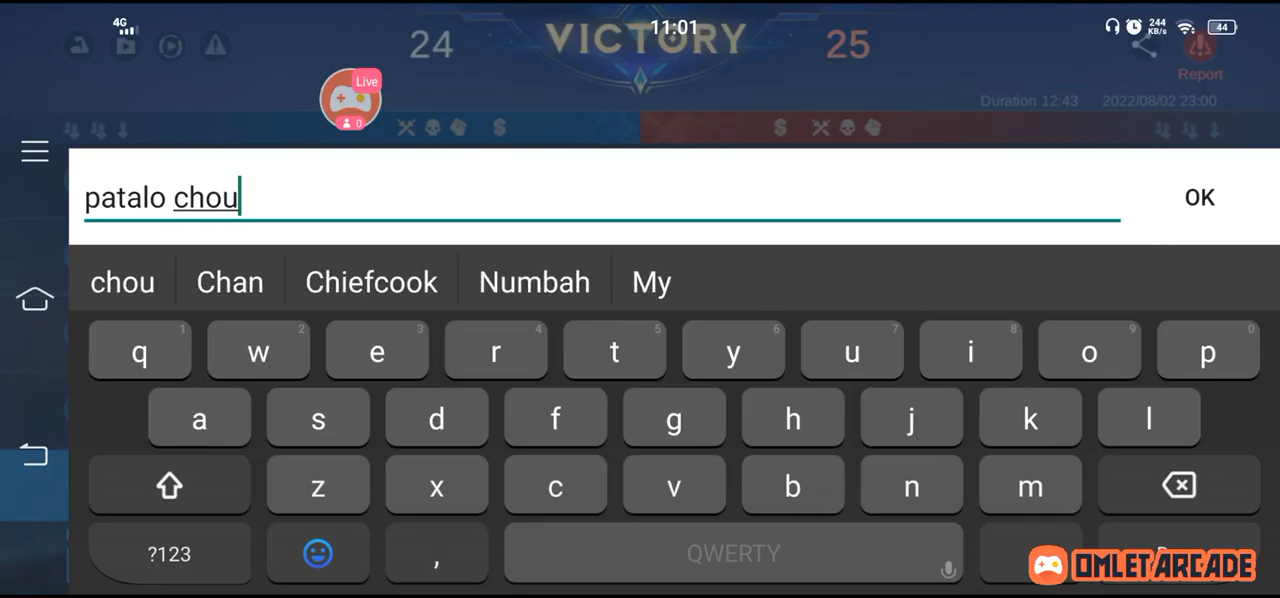 4G
11:01
244
KB/s
44
24 VICTORY 25
Report
Live
0
Duration 12:43 2022/08/02 23:00
patalo chou OK
chou Chan Chiefcook Numbah My
q 1 w 2 e 3 r 4 t 5 y 6 u 7 i 8 o 9 p 0
a s d f g h j k l
z x c v b n m
?123 , QWERTY
OMLET ARCADE